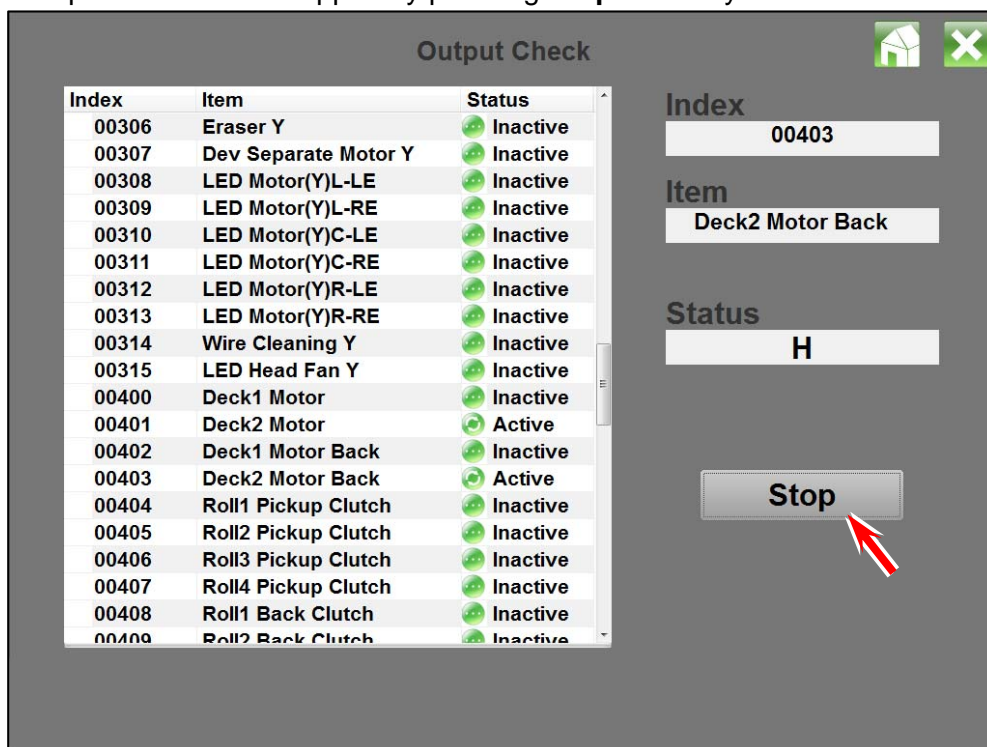 Output Check
Index Item Status
00306 Eraser Y Inactive
00307 Dev Separate Motor Y Inactive
00308 LED Motor(Y)L-LE Inactive
00309 LED Motor(Y)L-RE Inactive
00310 LED Motor(Y)C-LE Inactive
00311 LED Motor(Y)C-RE Inactive
00312 LED Motor(Y)R-LE Inactive
00313 LED Motor(Y)R-RE Inactive
00314 Wire Cleaning Y Inactive
00315 LED Head Fan Y Inactive
00400 Deck1 Motor Inactive
00401 Deck2 Motor Active
00402 Deck1 Motor Back Inactive
00403 Deck2 Motor Back Active
00404 Roll1 Pickup Clutch Inactive
00405 Roll2 Pickup Clutch Inactive
00406 Roll3 Pickup Clutch Inactive
00407 Roll4 Pickup Clutch Inactive
00408 Roll1 Back Clutch Inactive
00409 Roll2 Back Clutch Inactive
Index
00403
Item
Deck2 Motor Back
Status
H
Stop